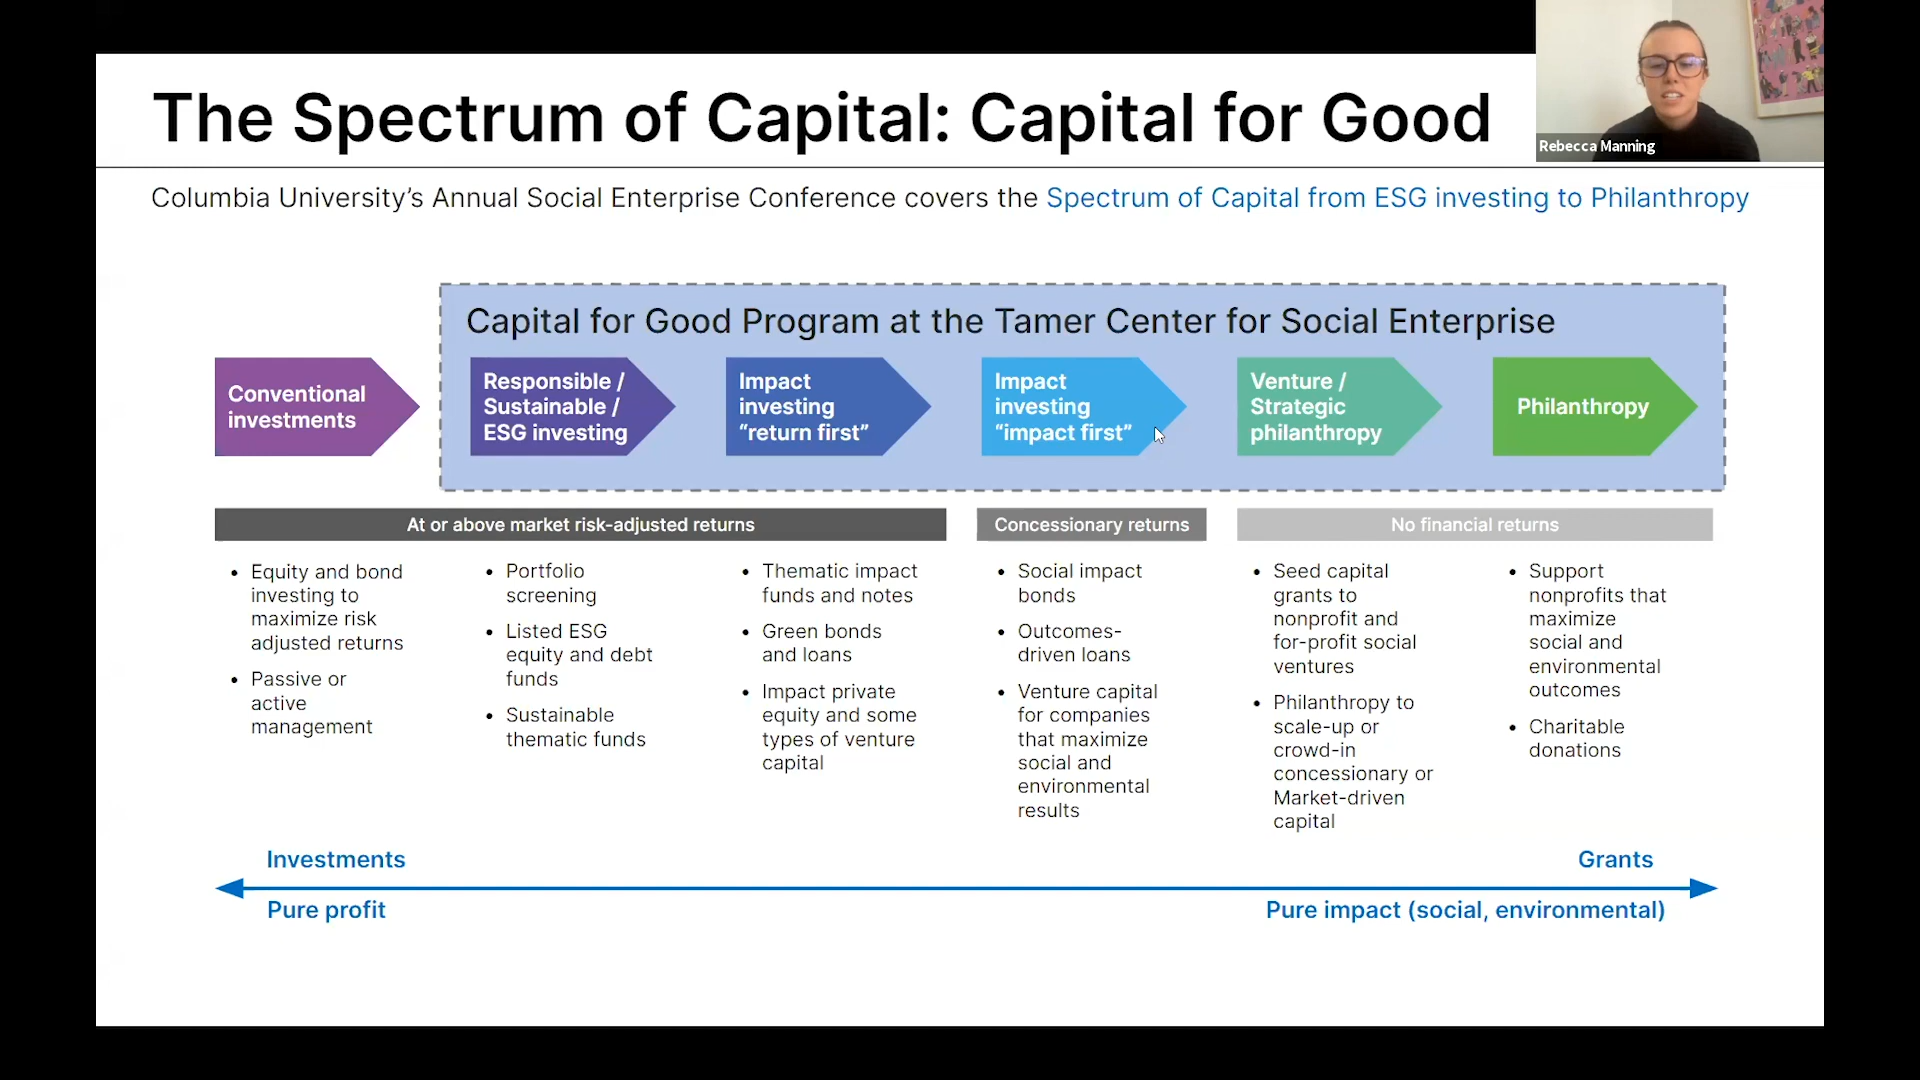 The Spectrum of Capital: Capital for Good
Rebecca Manning
Columbia University’s Annual Social Enterprise Conference covers the Spectrum of Capital from ESG investing to Philanthropy
Capital for Good Program at the Tamer Center for Social Enterprise
Conventional
investments
Responsible /
Sustainable /
ESG investing
Impact
investing
“return first”
Impact
investing
“impact first”
Venture /
Strategic
philanthropy
Philanthropy
At or above market risk-adjusted returns
Concessionary returns
No financial returns
• Equity and bond
investing to
maximize risk
adjusted returns
• Passive or
active
management
• Portfolio
screening
• Listed ESG
equity and debt
funds
• Sustainable
thematic funds
• Thematic impact
funds and notes
• Green bonds
and loans
• Impact private
equity and some
types of venture
capital
• Social impact
bonds
• Outcomes-
driven loans
• Venture capital
for companies
that maximize
social and
environmental
results
• Seed capital
grants to
nonprofit and
for-profit social
ventures
• Philanthropy to
scale-up or
crowd-in
concessionary or
Market-driven
capital
• Support
nonprofits that
maximize
social and
environmental
outcomes
• Charitable
donations
Investments
Grants
Pure profit
Pure impact (social, environmental)